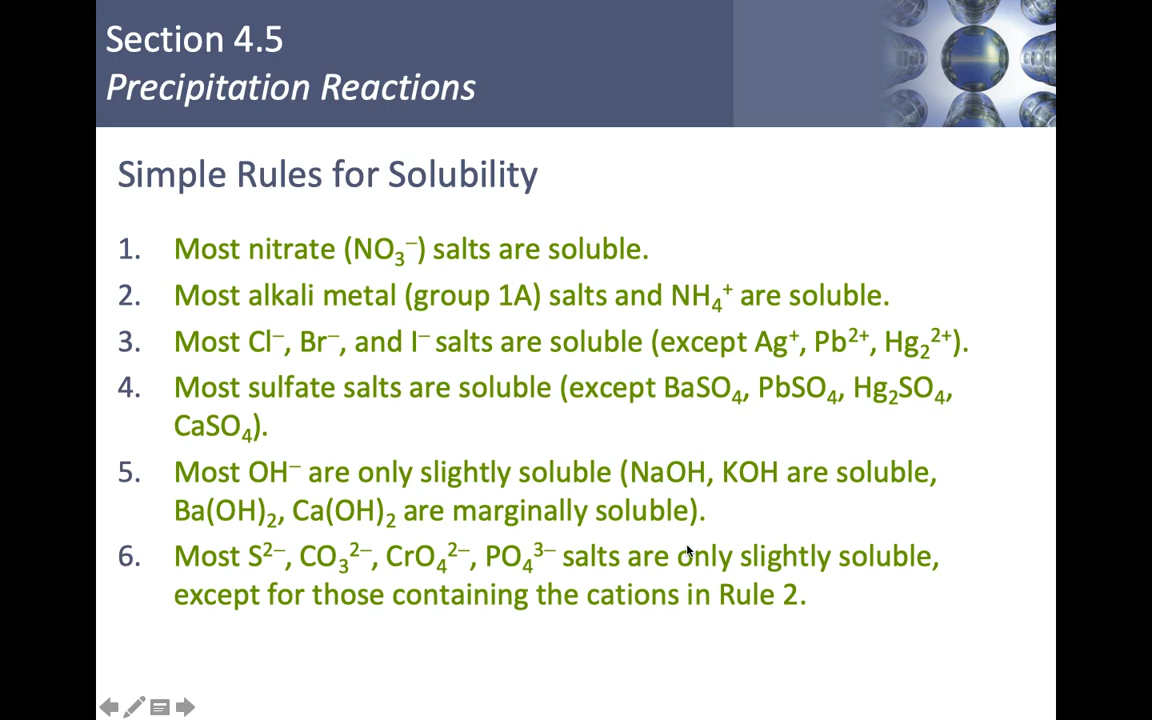 Section 4.5
Precipitation Reactions
Simple Rules for Solubility
1. Most nitrate (NO₃⁻) salts are soluble.
2. Most alkali metal (group 1A) salts and NH₄⁺ are soluble.
3. Most Cl⁻, Br⁻, and I⁻ salts are soluble (except Ag⁺, Pb²⁺, Hg₂²⁺).
4. Most sulfate salts are soluble (except BaSO₄, PbSO₄, Hg₂SO₄,
CaSO₄).
5. Most OH⁻ are only slightly soluble (NaOH, KOH are soluble,
Ba(OH)₂, Ca(OH)₂ are marginally soluble).
6. Most S²⁻, CO₃²⁻, CrO₄²⁻, PO₄³⁻ salts are only slightly soluble,
except for those containing the cations in Rule 2.